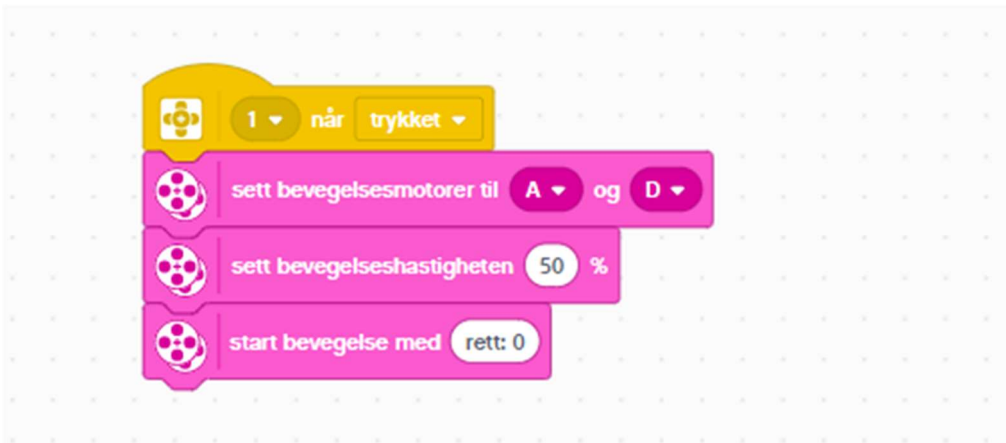 1 når trykket
sett bevegelsesmotorer til A og D
sett bevegelseshastigheten 50 %
start bevegelse med rett: 0